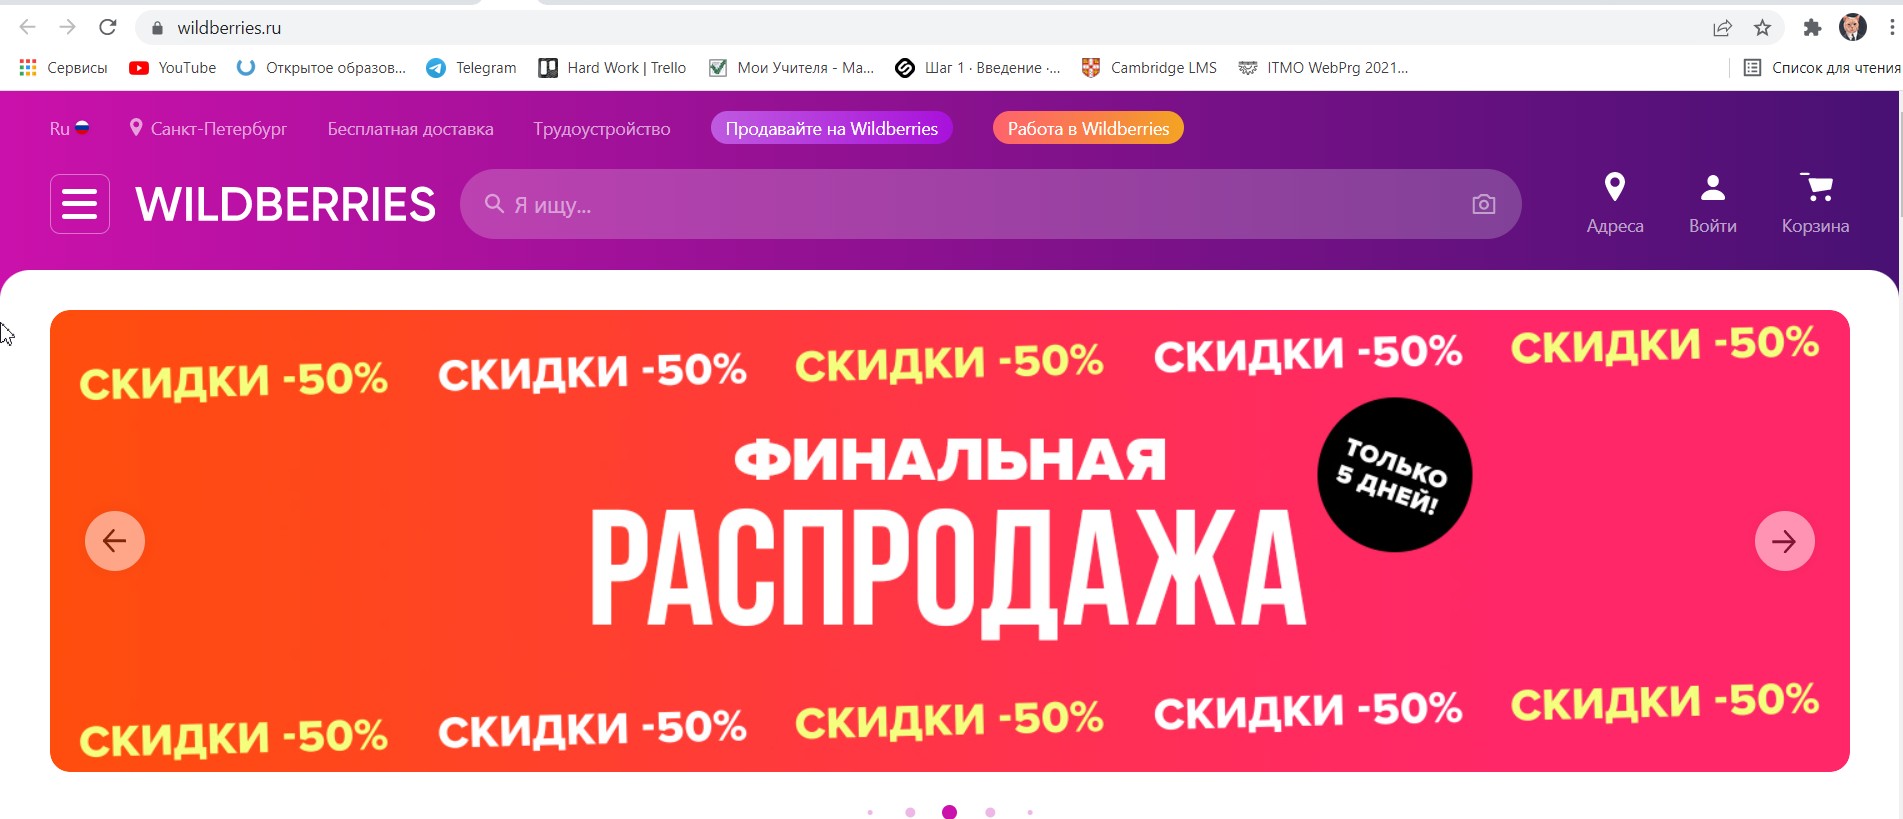 wildberries.ru
Сервисы YouTube Открытое образов... Telegram Hard Work | Trello Мои Учителя - Ma... Шаг 1 · Введение ·... Cambridge LMS ITMO WebPrg 2021... Список для чтения
Ru Санкт-Петербург Бесплатная доставка Трудоустройство Продавайте на Wildberries Работа в Wildberries
WILDBERRIES Я ищу... Адреса Войти Корзина
СКИДКИ -50% СКИДКИ -50% СКИДКИ -50% СКИДКИ -50% СКИДКИ -50%
ФИНАЛЬНАЯ
РАСПРОДАЖА
ТОЛЬКО
5 ДНЕЙ!
СКИДКИ -50% СКИДКИ -50% СКИДКИ -50% СКИДКИ -50% СКИДКИ -50%